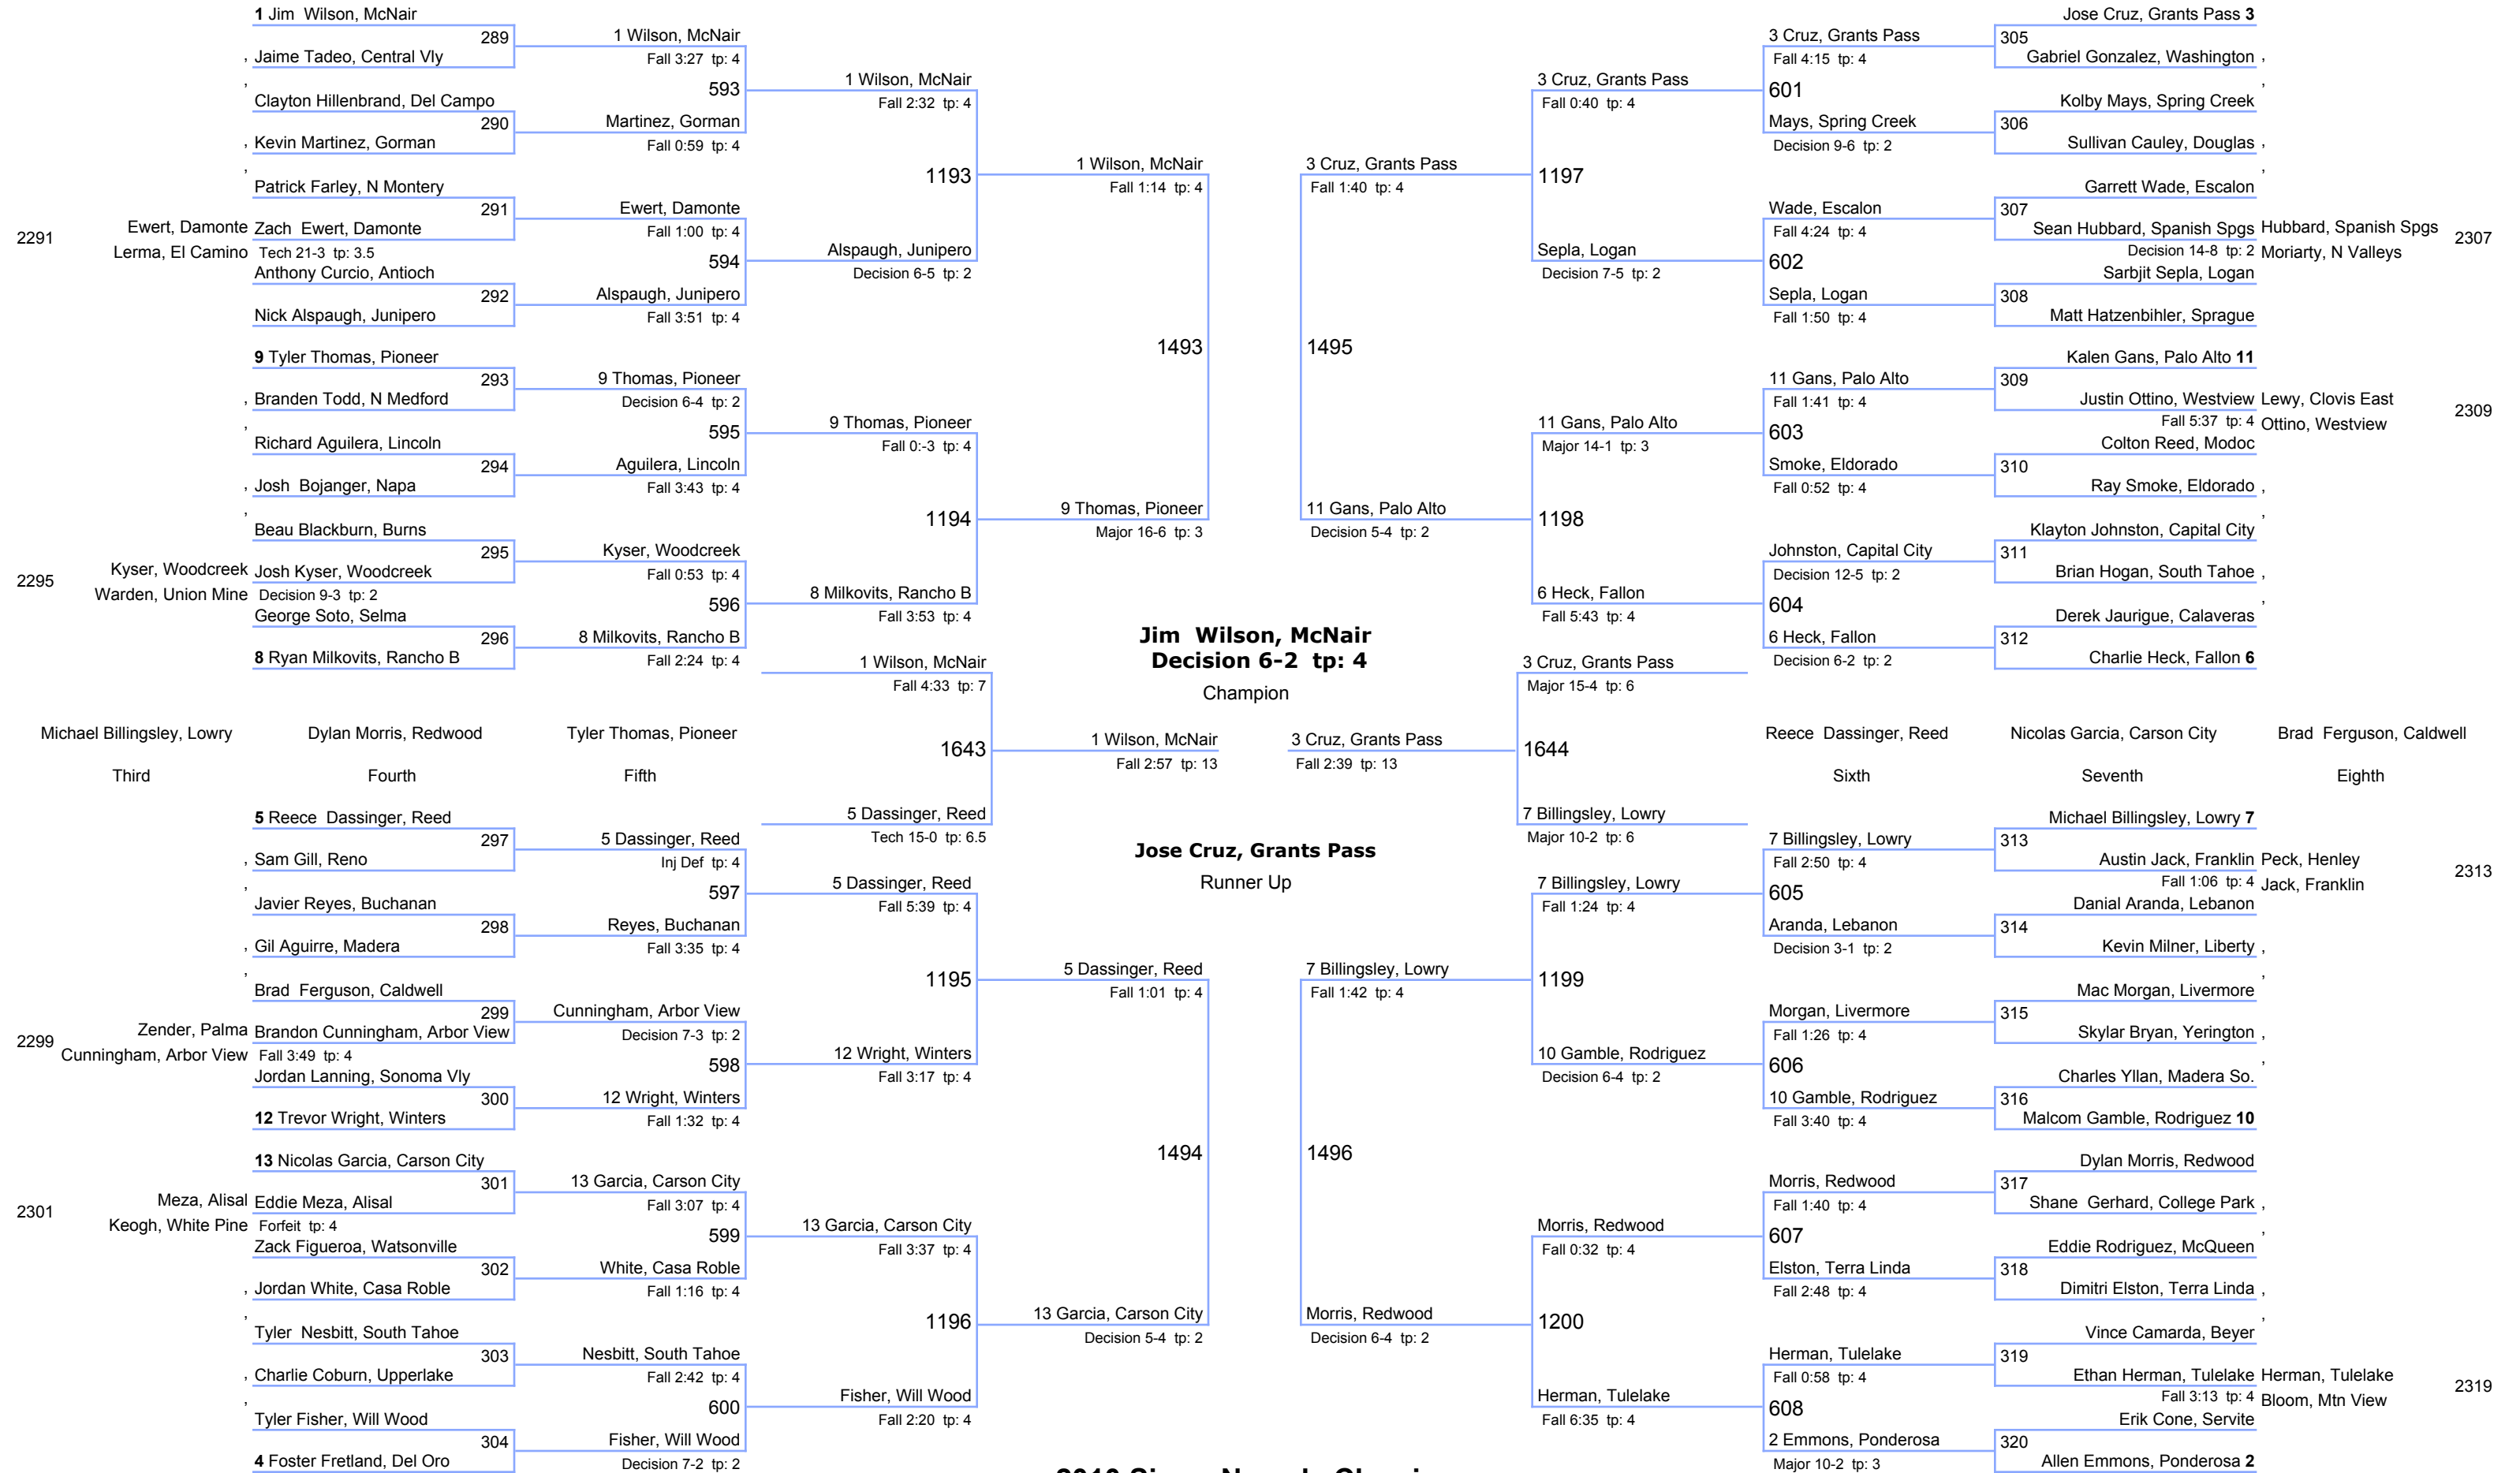 2291
2295
2299
2301
Ewert, Damonte
Lerma, El Camino
Kyser, Woodcreek
Warden, Union Mine
Michael Billingsley, Lowry
Third
Zender, Palma
Cunningham, Arbor View
Meza, Alisal
Keogh, White Pine
1 Jim Wilson, McNair
289
, Jaime Tadeo, Central Vly
,
Clayton Hillenbrand, Del Campo
290
, Kevin Martinez, Gorman
,
Patrick Farley, N Montery
291
Zach Ewert, Damonte
Tech 21-3 tp: 3.5
Anthony Curcio, Antioch
292
Nick Alspaugh, Junipero
9 Tyler Thomas, Pioneer
293
, Branden Todd, N Medford
,
Richard Aguilera, Lincoln
294
, Josh Bojanger, Napa
,
Beau Blackburn, Burns
295
Josh Kyser, Woodcreek
Decision 9-3 tp: 2
George Soto, Selma
296
8 Ryan Milkovits, Rancho B
Dylan Morris, Redwood
Fourth
5 Reece Dassinger, Reed
297
, Sam Gill, Reno
,
Javier Reyes, Buchanan
298
, Gil Aguirre, Madera
,
Brad Ferguson, Caldwell
299
Brandon Cunningham, Arbor View
Fall 3:49 tp: 4
Jordan Lanning, Sonoma Vly
300
12 Trevor Wright, Winters
13 Nicolas Garcia, Carson City
301
Eddie Meza, Alisal
Forfeit tp: 4
Zack Figueroa, Watsonville
302
, Jordan White, Casa Roble
,
Tyler Nesbitt, South Tahoe
303
, Charlie Coburn, Upperlake
,
Tyler Fisher, Will Wood
304
4 Foster Fretland, Del Oro
1 Wilson, McNair
Fall 3:27 tp: 4
593
Martinez, Gorman
Fall 0:59 tp: 4
Ewert, Damonte
Fall 1:00 tp: 4
594
Alspaugh, Junipero
Fall 3:51 tp: 4
9 Thomas, Pioneer
Decision 6-4 tp: 2
595
Aguilera, Lincoln
Fall 3:43 tp: 4
Kyser, Woodcreek
Fall 0:53 tp: 4
596
8 Milkovits, Rancho B
Fall 2:24 tp: 4
Tyler Thomas, Pioneer
Fifth
5 Dassinger, Reed
Inj Def tp: 4
597
Reyes, Buchanan
Fall 3:35 tp: 4
Cunningham, Arbor View
Decision 7-3 tp: 2
598
12 Wright, Winters
Fall 1:32 tp: 4
13 Garcia, Carson City
Fall 3:07 tp: 4
599
White, Casa Roble
Fall 1:16 tp: 4
Nesbitt, South Tahoe
Fall 2:42 tp: 4
600
Fisher, Will Wood
Decision 7-2 tp: 2
1 Wilson, McNair
Fall 2:32 tp: 4
1193
Alspaugh, Junipero
Decision 6-5 tp: 2
9 Thomas, Pioneer
Fall 0:-3 tp: 4
1194
8 Milkovits, Rancho B
Fall 3:53 tp: 4
1 Wilson, McNair
Fall 4:33 tp: 7
1643
5 Dassinger, Reed
Tech 15-0 tp: 6.5
5 Dassinger, Reed
Fall 5:39 tp: 4
1195
12 Wright, Winters
Fall 3:17 tp: 4
13 Garcia, Carson City
Fall 3:37 tp: 4
1196
Fisher, Will Wood
Fall 2:20 tp: 4
1 Wilson, McNair
Fall 1:14 tp: 4
1493
9 Thomas, Pioneer
Major 16-6 tp: 3
Jim Wilson, McNair
Decision 6-2 tp: 4
Champion
1 Wilson, McNair
Fall 2:57 tp: 13
3 Cruz, Grants Pass
Fall 2:39 tp: 13
Jose Cruz, Grants Pass
Runner Up
5 Dassinger, Reed
Fall 1:01 tp: 4
1494
13 Garcia, Carson City
Decision 5-4 tp: 2
3 Cruz, Grants Pass
Fall 1:40 tp: 4
1495
11 Gans, Palo Alto
Decision 5-4 tp: 2
7 Billingsley, Lowry
Fall 1:42 tp: 4
1496
Morris, Redwood
Decision 6-4 tp: 2
3 Cruz, Grants Pass
Fall 0:40 tp: 4
1197
Sepla, Logan
Decision 7-5 tp: 2
11 Gans, Palo Alto
Major 14-1 tp: 3
1198
6 Heck, Fallon
Fall 5:43 tp: 4
3 Cruz, Grants Pass
Major 15-4 tp: 6
1644
7 Billingsley, Lowry
Major 10-2 tp: 6
7 Billingsley, Lowry
Fall 1:24 tp: 4
1199
10 Gamble, Rodriguez
Decision 6-4 tp: 2
Morris, Redwood
Fall 0:32 tp: 4
1200
Herman, Tulelake
Fall 6:35 tp: 4
3 Cruz, Grants Pass
Fall 4:15 tp: 4
601
Mays, Spring Creek
Decision 9-6 tp: 2
Wade, Escalon
Fall 4:24 tp: 4
602
Sepla, Logan
Fall 1:50 tp: 4
11 Gans, Palo Alto
Fall 1:41 tp: 4
603
Smoke, Eldorado
Fall 0:52 tp: 4
Johnston, Capital City
Decision 12-5 tp: 2
604
6 Heck, Fallon
Decision 6-2 tp: 2
Reece Dassinger, Reed
Sixth
7 Billingsley, Lowry
Fall 2:50 tp: 4
605
Aranda, Lebanon
Decision 3-1 tp: 2
Morgan, Livermore
Fall 1:26 tp: 4
606
10 Gamble, Rodriguez
Fall 3:40 tp: 4
Morris, Redwood
Fall 1:40 tp: 4
607
Elston, Terra Linda
Fall 2:48 tp: 4
Herman, Tulelake
Fall 0:58 tp: 4
608
2 Emmons, Ponderosa
Major 10-2 tp: 3
Jose Cruz, Grants Pass 3
305
Gabriel Gonzalez, Washington ,
,
Kolby Mays, Spring Creek
306
Sullivan Cauley, Douglas ,
,
Garrett Wade, Escalon
307
Sean Hubbard, Spanish Spgs
Decision 14-8 tp: 2
Sarbjit Sepla, Logan
308
Matt Hatzenbihler, Sprague
Kalen Gans, Palo Alto 11
309
Justin Ottino, Westview
Fall 5:37 tp: 4
Colton Reed, Modoc
310
Ray Smoke, Eldorado ,
,
Klayton Johnston, Capital City
311
Brian Hogan, South Tahoe ,
,
Derek Jaurigue, Calaveras
312
Charlie Heck, Fallon 6
Nicolas Garcia, Carson City
Seventh
Michael Billingsley, Lowry 7
313
Austin Jack, Franklin
Fall 1:06 tp: 4
Danial Aranda, Lebanon
314
Kevin Milner, Liberty ,
,
Mac Morgan, Livermore
315
Skylar Bryan, Yerington ,
,
Charles Yllan, Madera So.
316
Malcom Gamble, Rodriguez 10
Dylan Morris, Redwood
317
Shane Gerhard, College Park ,
,
Eddie Rodriguez, McQueen
318
Dimitri Elston, Terra Linda ,
,
Vince Camarda, Beyer
319
Ethan Herman, Tulelake
Fall 3:13 tp: 4
Erik Cone, Servite
320
Allen Emmons, Ponderosa 2
Hubbard, Spanish Spgs
Moriarty, N Valleys
2307
Lewy, Clovis East
Ottino, Westview
2309
Brad Ferguson, Caldwell
Eighth
Peck, Henley
Jack, Franklin
2313
Herman, Tulelake
Bloom, Mtn View
2319
2010 Sierra Nevada Classic